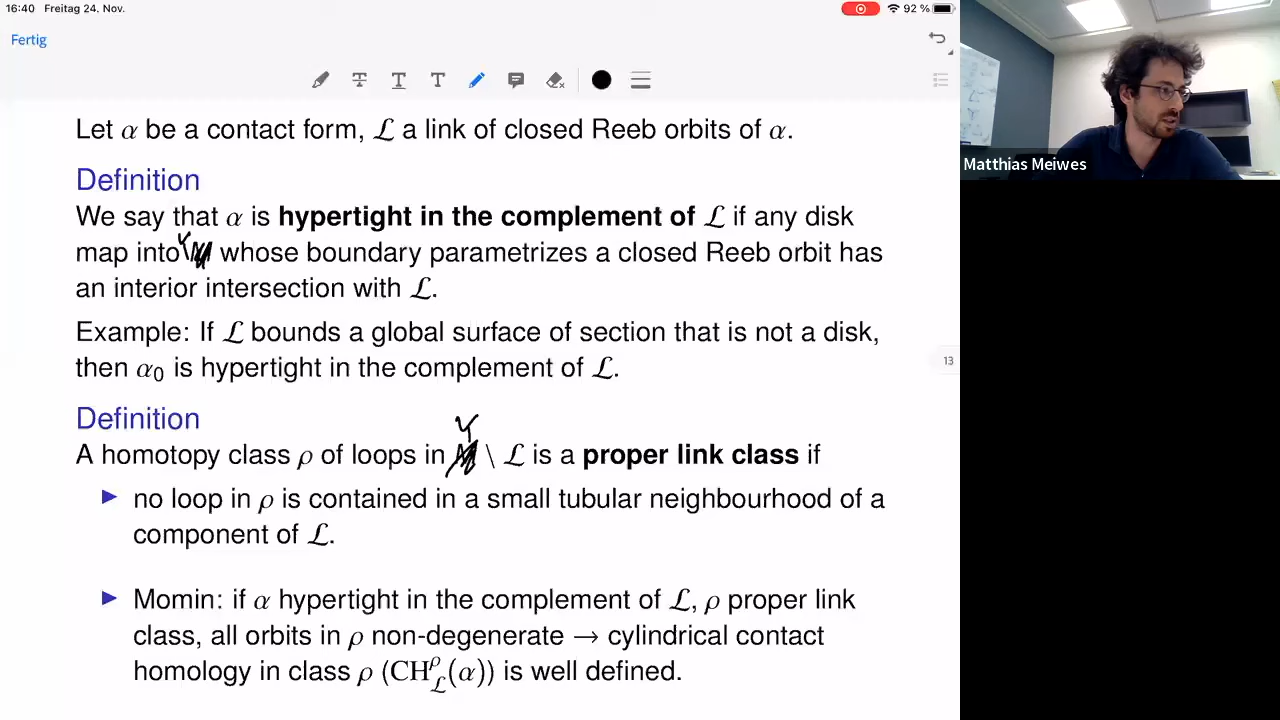 16:40 Freitag 24. Nov.
92 %
Fertig
Let α be a contact form, ℒ a link of closed Reeb orbits of α.
Definition
We say that α is hypertight in the complement of ℒ if any disk
map into Y whose boundary parametrizes a closed Reeb orbit has
an interior intersection with ℒ.
Example: If ℒ bounds a global surface of section that is not a disk,
then α₀ is hypertight in the complement of ℒ.
Definition
A homotopy class ρ of loops in Y \ ℒ is a proper link class if
▶ no loop in ρ is contained in a small tubular neighbourhood of a
component of ℒ.
▶ Momin: if α hypertight in the complement of ℒ, ρ proper link
class, all orbits in ρ non-degenerate → cylindrical contact
homology in class ρ (CH^ρ_ℒ(α)) is well defined.
13
Matthias Meiwes